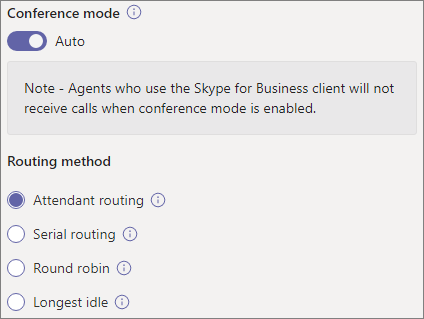 Conference mode
Auto
Note - Agents who use the Skype for Business client will not
receive calls when conference mode is enabled.
Routing method
Attendant routing
Serial routing
Round robin
Longest idle